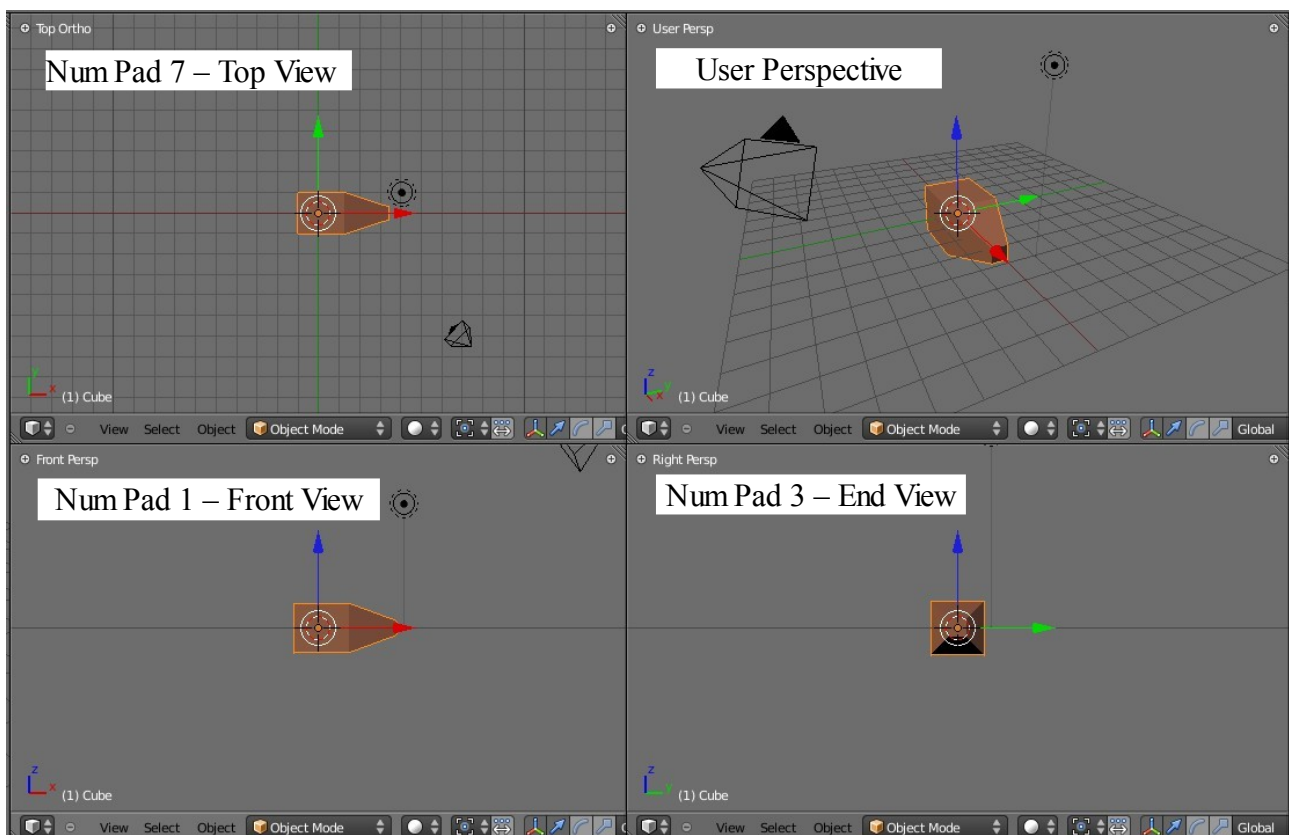 Top Ortho
Num Pad 7 – Top View
y
x
(1) Cube
View Select Object Object Mode
User Persp
User Perspective
z
y
x
(1) Cube
View Select Object Object Mode Global
Front Persp
Num Pad 1 – Front View
z
x
(1) Cube
View Select Object Object Mode
Right Persp
Num Pad 3 – End View
z
y
(1) Cube
View Select Object Object Mode Global